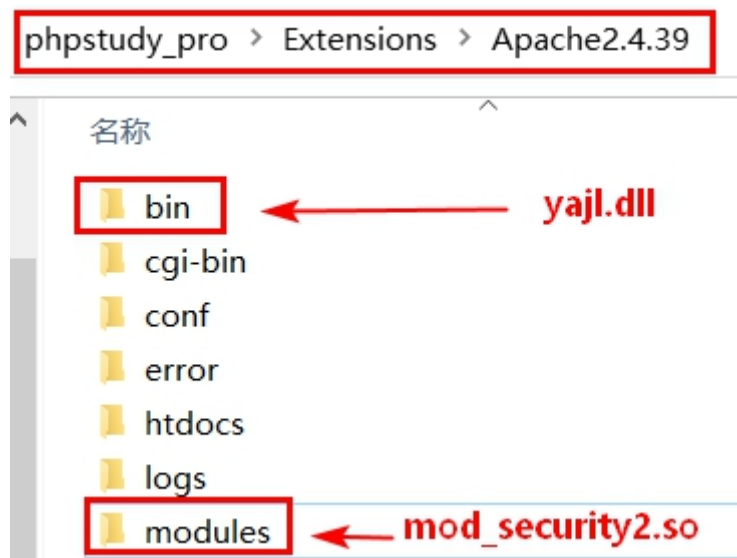 phpstudy_pro > Extensions > Apache2.4.39
名称
bin yajl.dll
cgi-bin
conf
error
htdocs
logs
modules mod_security2.so